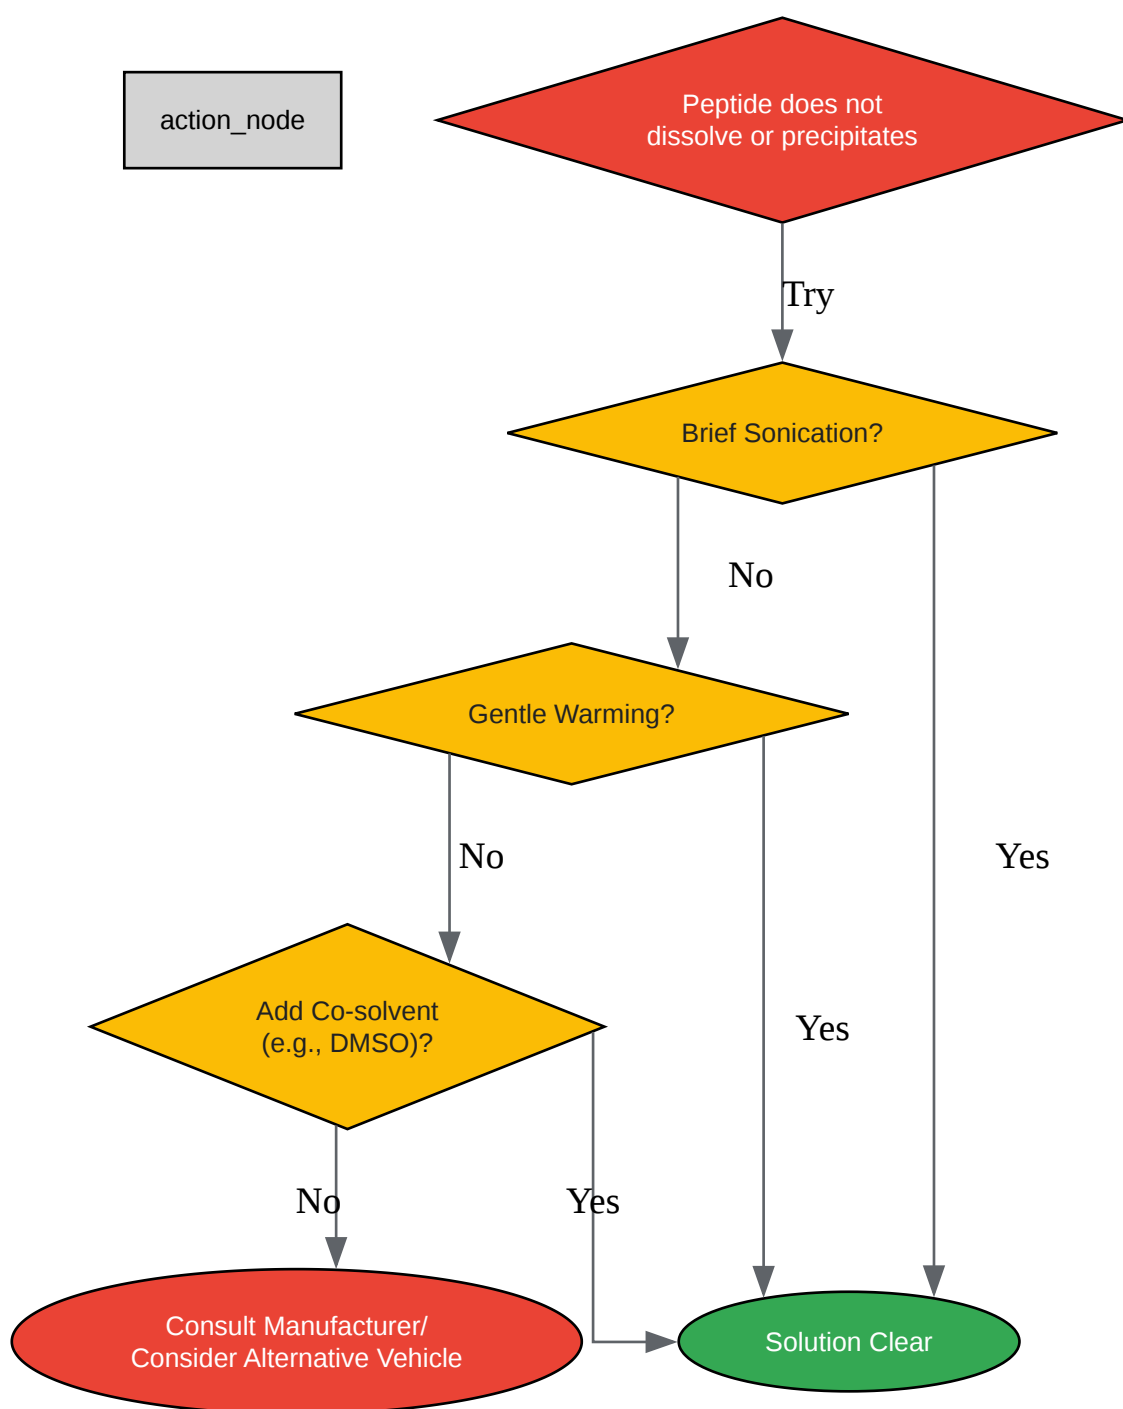 action_node
Peptide does not
dissolve or precipitates
Try
Brief Sonication?
No
Gentle Warming?
No
Yes
Add Co-solvent
(e.g., DMSO)?
Yes
No
Yes
Consult Manufacturer/
Consider Alternative Vehicle
Solution Clear